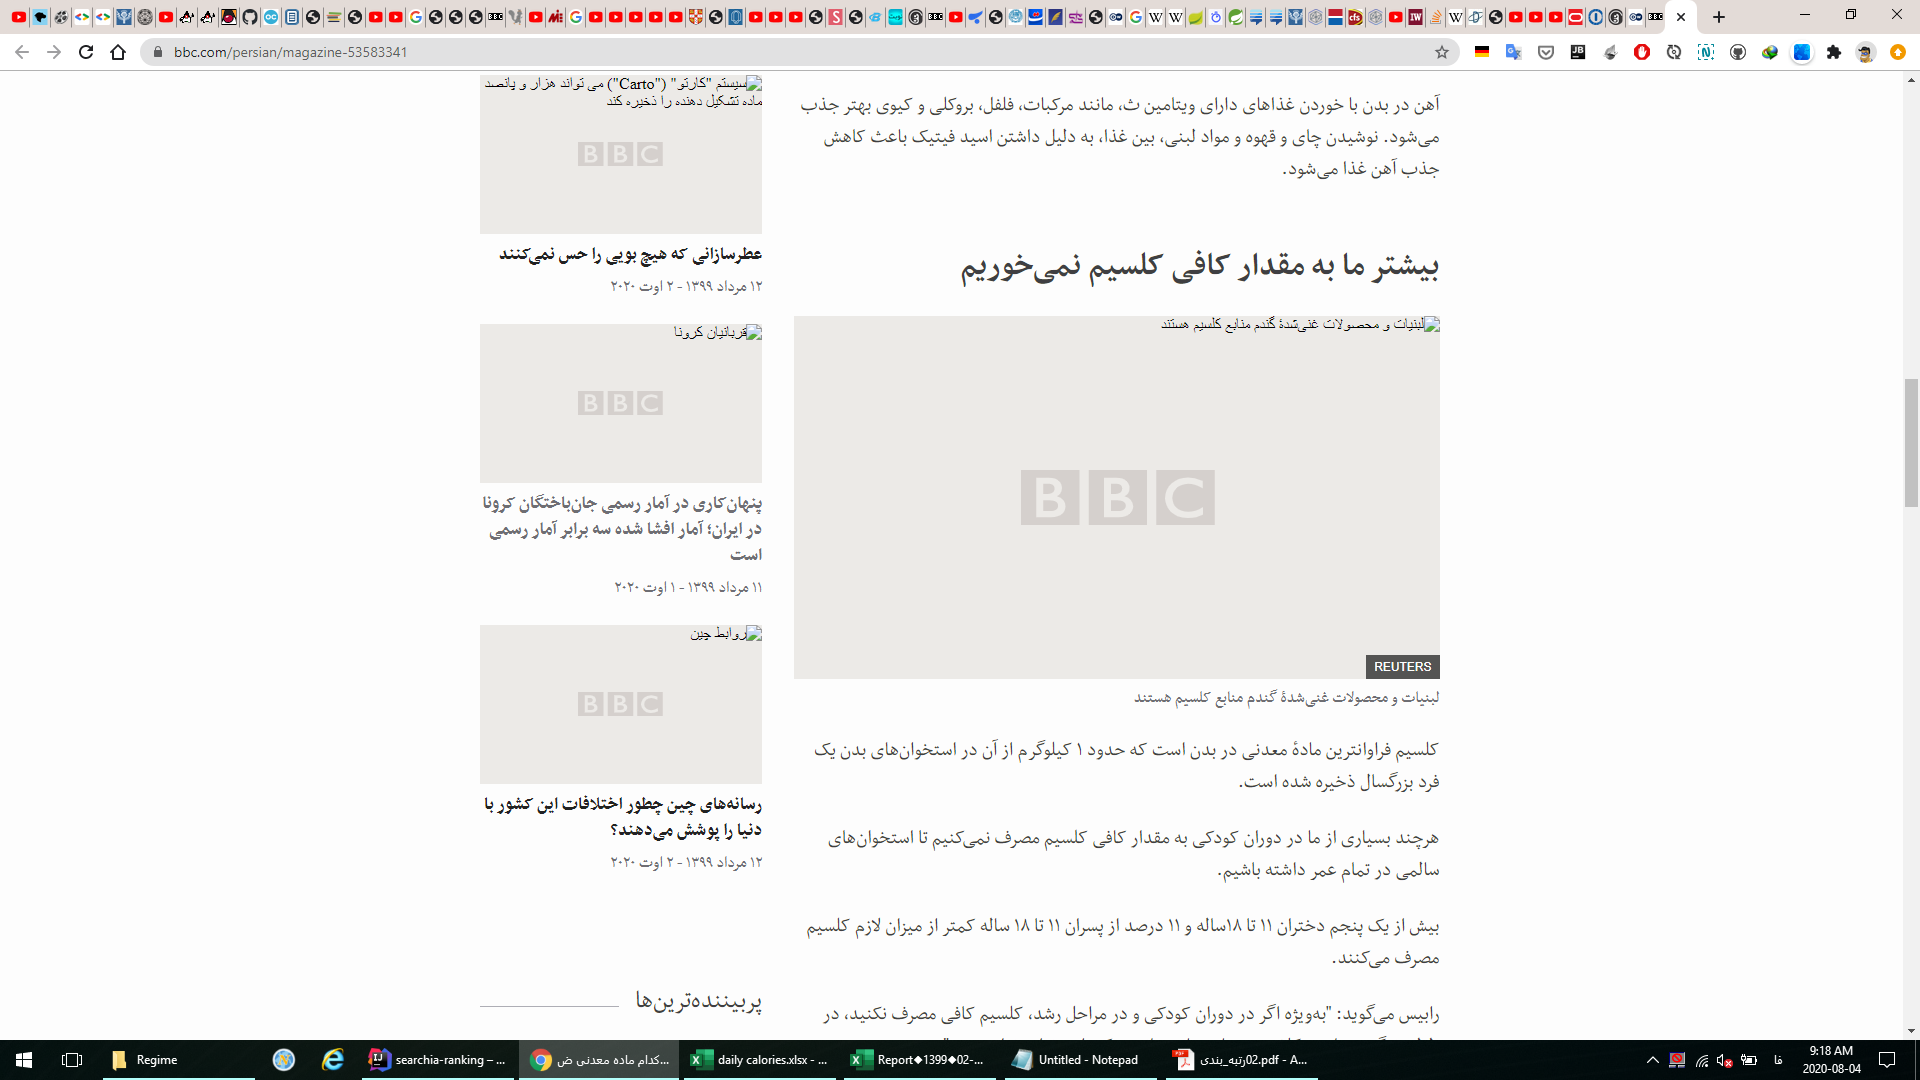 bbc.com/persian/magazine-53583341
آهن در بدن با خوردن غذاهای دارای ویتامین ث، مانند مرکبات، فلفل، بروکلی و کیوی بهتر جذب
می‌شود. نوشیدن چای و قهوه و مواد لبنی، بین غذا، به دلیل داشتن اسید فیتیک باعث کاهش
جذب آهن غذا می‌شود.
بیشتر ما به مقدار کافی کلسیم نمی‌خوریم
لبنیات و محصولات غنی‌شدهٔ گندم منابع کلسیم هستند
BBC
REUTERS
لبنیات و محصولات غنی‌شدهٔ گندم منابع کلسیم هستند
کلسیم فراوانترین مادهٔ معدنی در بدن است که حدود ۱ کیلوگرم از آن در استخوان‌های بدن یک
فرد بزرگسال ذخیره شده است.
هرچند بسیاری از ما در دوران کودکی به مقدار کافی کلسیم مصرف نمی‌کنیم تا استخوان‌های
سالمی در تمام عمر داشته باشیم.
بیش از یک پنجم دختران ۱۱ تا ۱۸ساله و ۱۱ درصد از پسران ۱۱ تا ۱۸ ساله کمتر از میزان لازم کلسیم
مصرف می‌کنند.
رابیس می‌گوید: "به‌ویژه اگر در دوران کودکی و در مراحل رشد، کلسیم کافی مصرف نکنید، در
سیستم "کارتو" ("Carto") می تواند هزار و پانصد
ماده تشکیل دهنده را ذخیره کند
BBC
عطرسازانی که هیچ بویی را حس نمی‌کنند
۱۲ مرداد ۱۳۹۹ - ۲ اوت ۲۰۲۰
قربانیان کرونا
BBC
پنهان‌کاری در آمار رسمی جان‌باختگان کرونا
در ایران؛ آمار افشا شده سه برابر آمار رسمی
است
۱۱ مرداد ۱۳۹۹ - ۱ اوت ۲۰۲۰
روابط چین
BBC
رسانه‌های چین چطور اختلافات این کشور با
دنیا را پوشش می‌دهند؟
۱۲ مرداد ۱۳۹۹ - ۲ اوت ۲۰۲۰
پربیننده‌ترین‌ها
Regime
searchia-ranking – ...
کدام ماده معدنی ض...
daily calories.xlsx - ...
Report◆1399◆02-...
Untitled - Notepad
02رتبه_بندی.pdf - A...
فا
9:18 AM
2020-08-04